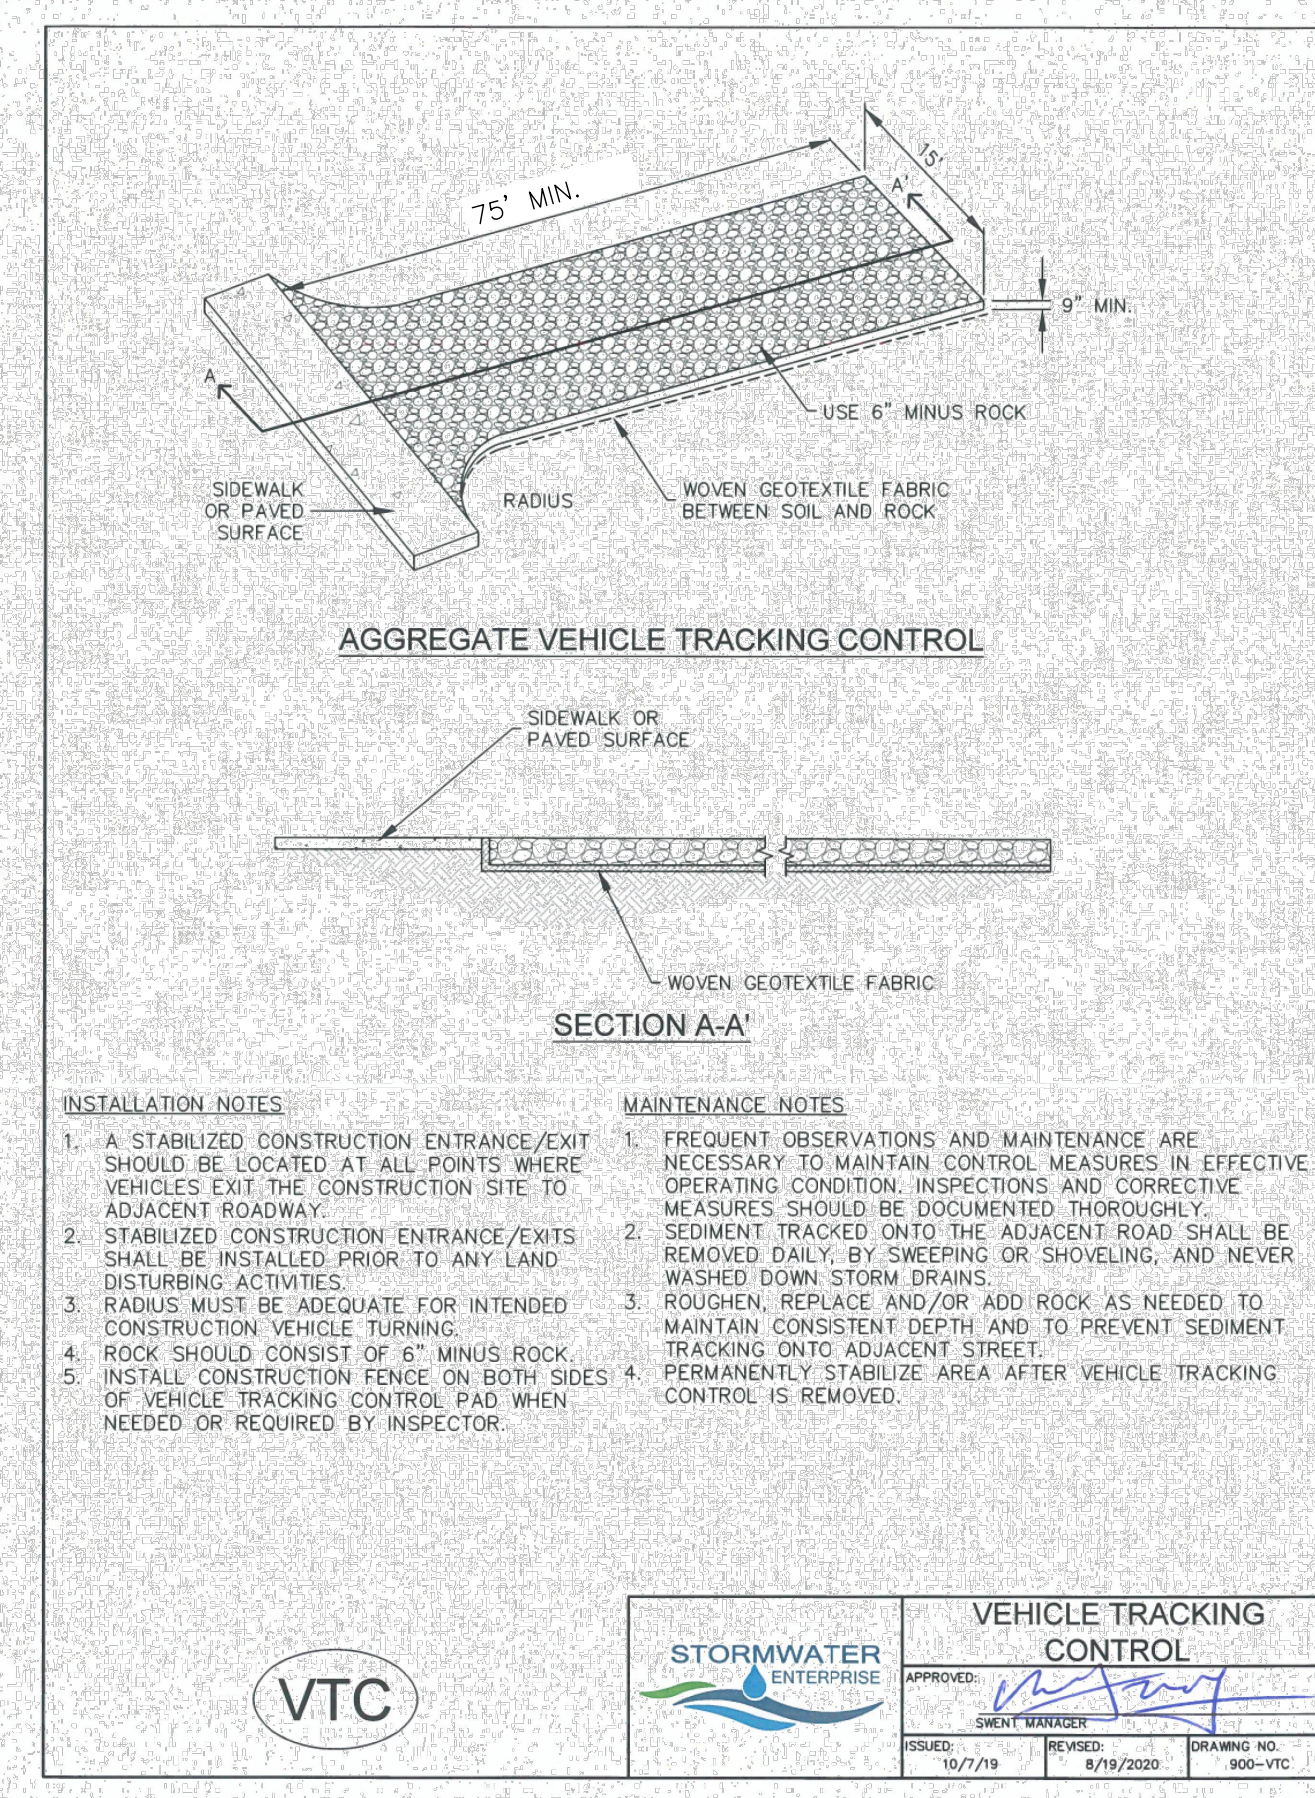 75' MIN.
15'
A'
9" MIN.
A
USE 6" MINUS ROCK
SIDEWALK
OR PAVED
SURFACE
RADIUS
WOVEN GEOTEXTILE FABRIC
BETWEEN SOIL AND ROCK
AGGREGATE VEHICLE TRACKING CONTROL
SIDEWALK OR
PAVED SURFACE
WOVEN GEOTEXTILE FABRIC
SECTION A-A'
INSTALLATION NOTES
1. A STABILIZED CONSTRUCTION ENTRANCE/EXIT
SHOULD BE LOCATED AT ALL POINTS WHERE
VEHICLES EXIT THE CONSTRUCTION SITE TO
ADJACENT ROADWAY.
2. STABILIZED CONSTRUCTION ENTRANCE/EXITS
SHALL BE INSTALLED PRIOR TO ANY LAND
DISTURBING ACTIVITIES.
3. RADIUS MUST BE ADEQUATE FOR INTENDED
CONSTRUCTION VEHICLE TURNING.
4. ROCK SHOULD CONSIST OF 6" MINUS ROCK.
5. INSTALL CONSTRUCTION FENCE ON BOTH SIDES
OF VEHICLE TRACKING CONTROL PAD WHEN
NEEDED OR REQUIRED BY INSPECTOR.
MAINTENANCE NOTES
1. FREQUENT OBSERVATIONS AND MAINTENANCE ARE
NECESSARY TO MAINTAIN CONTROL MEASURES IN EFFECTIVE
OPERATING CONDITION. INSPECTIONS AND CORRECTIVE
MEASURES SHOULD BE DOCUMENTED THOROUGHLY.
2. SEDIMENT TRACKED ONTO THE ADJACENT ROAD SHALL BE
REMOVED DAILY, BY SWEEPING OR SHOVELING, AND NEVER
WASHED DOWN STORM DRAINS.
3. ROUGHEN, REPLACE AND/OR ADD ROCK AS NEEDED TO
MAINTAIN CONSISTENT DEPTH AND TO PREVENT SEDIMENT
TRACKING ONTO ADJACENT STREET.
4. PERMANENTLY STABILIZE AREA AFTER VEHICLE TRACKING
CONTROL IS REMOVED.
VTC
STORMWATER
ENTERPRISE
VEHICLE TRACKING
CONTROL
APPROVED:
SWENT MANAGER
ISSUED:
10/7/19
REVISED:
8/19/2020
DRAWING NO.
900-VTC